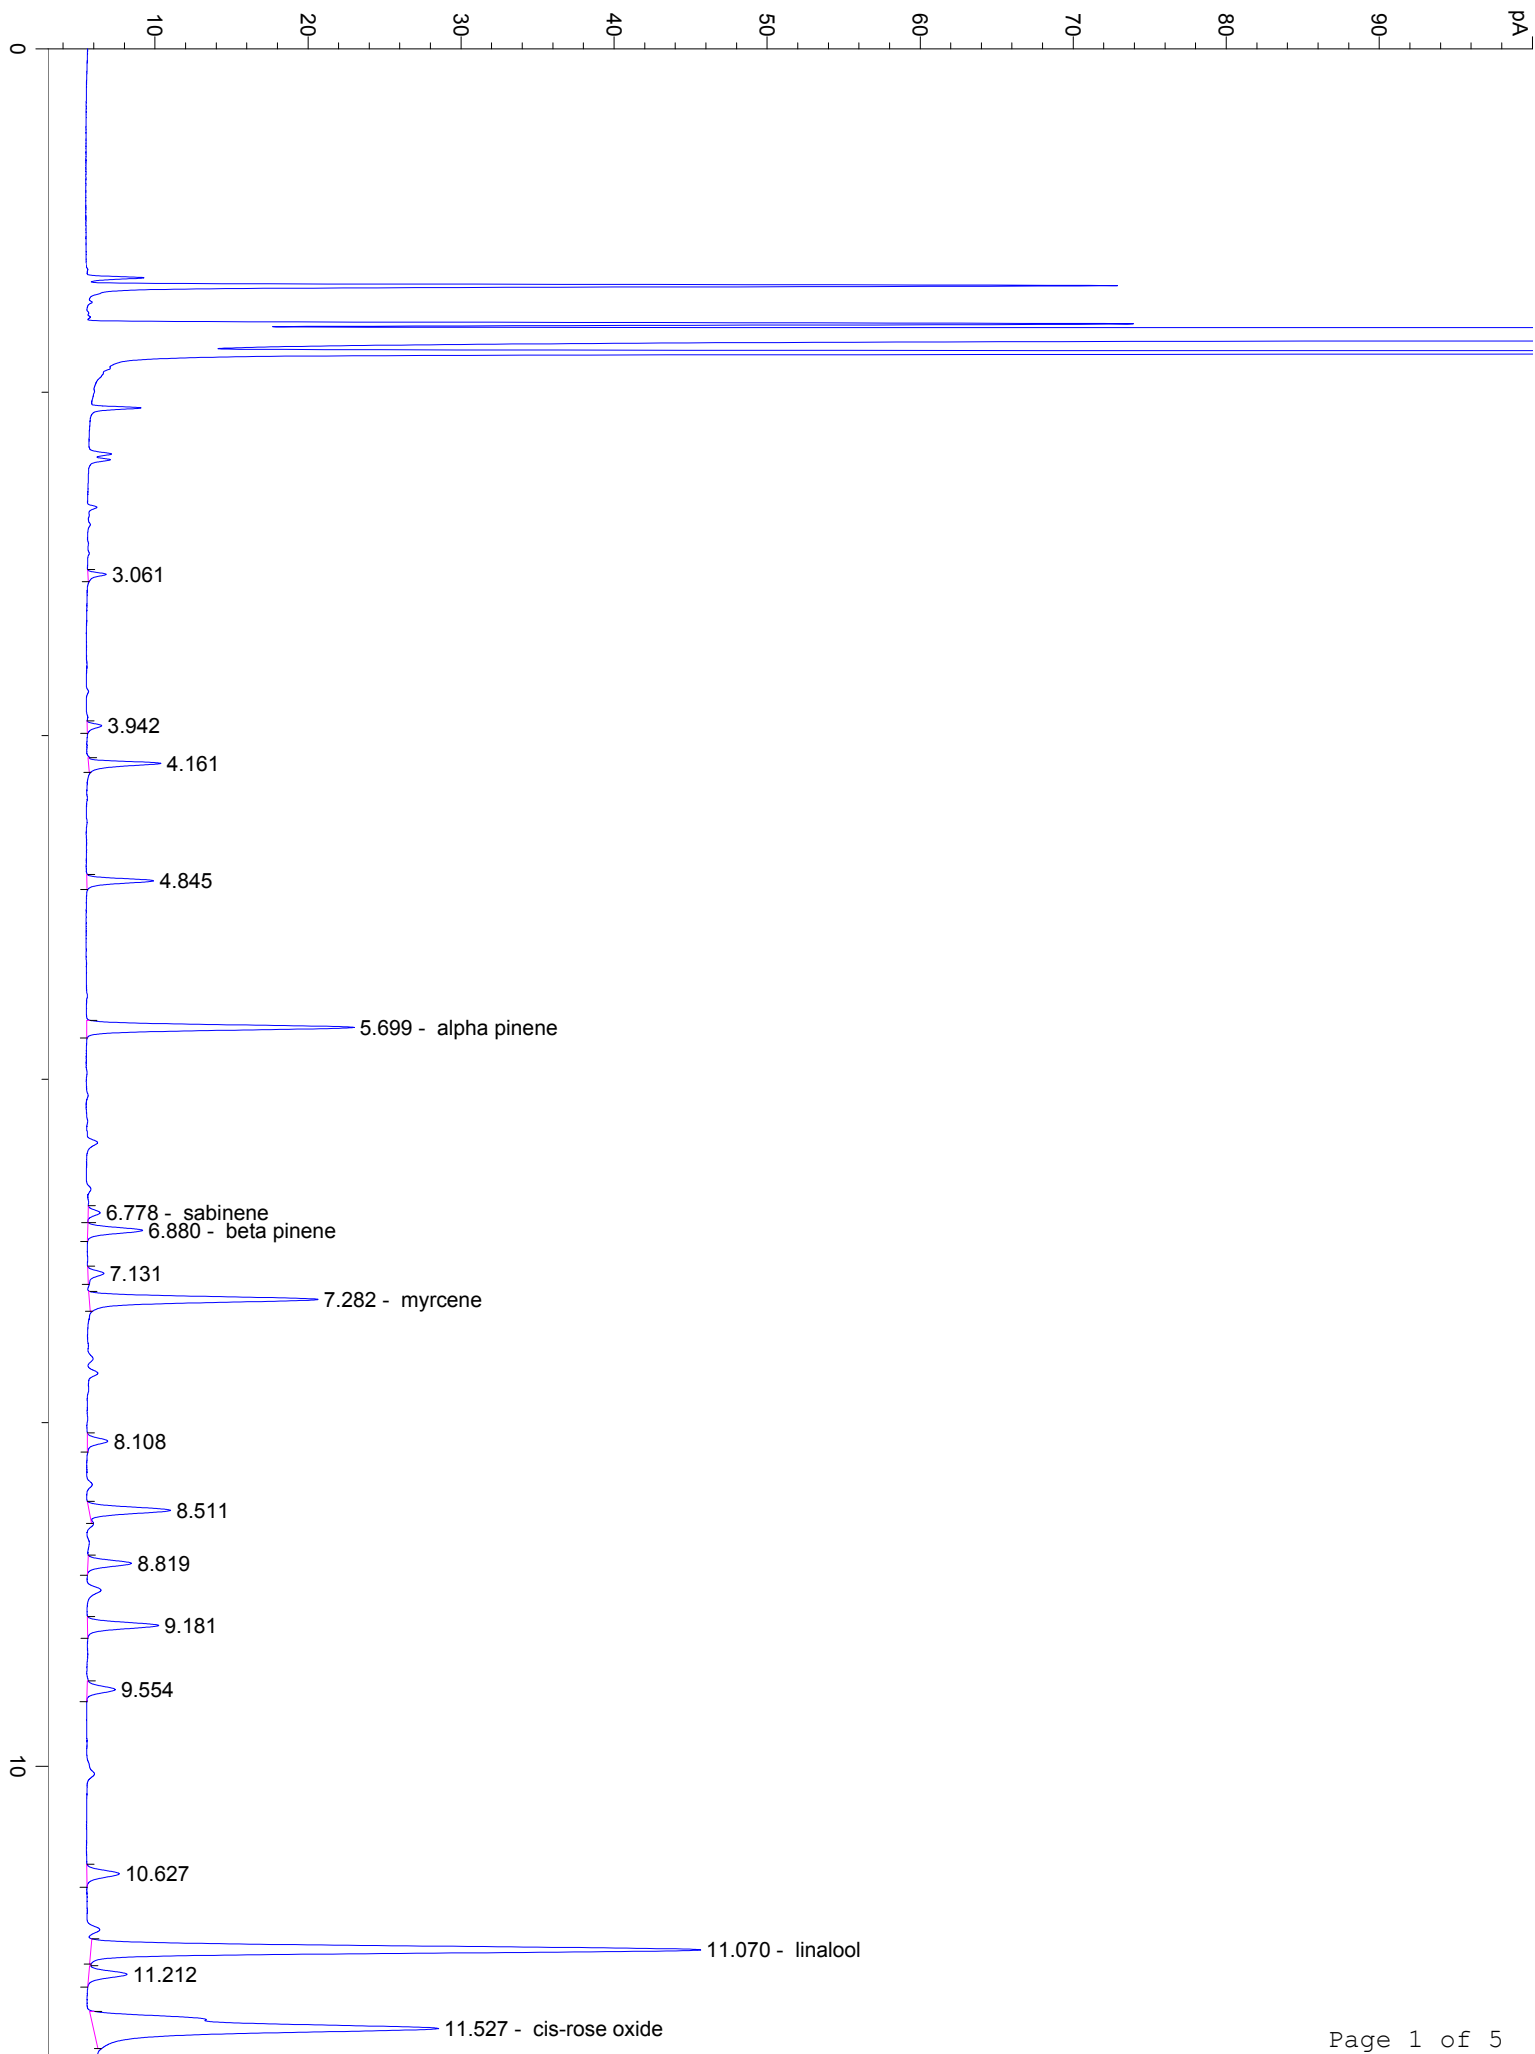 pA
10
20
30
40
50
60
70
80
90
0
3.061
3.942
4.161
4.845
5.699 - alpha pinene
6.778 - sabinene
6.880 - beta pinene
7.131
7.282 - myrcene
8.108
8.511
8.819
9.181
9.554
10
10.627
11.070 - linalool
11.212
11.527 - cis-rose oxide
Page 1 of 5